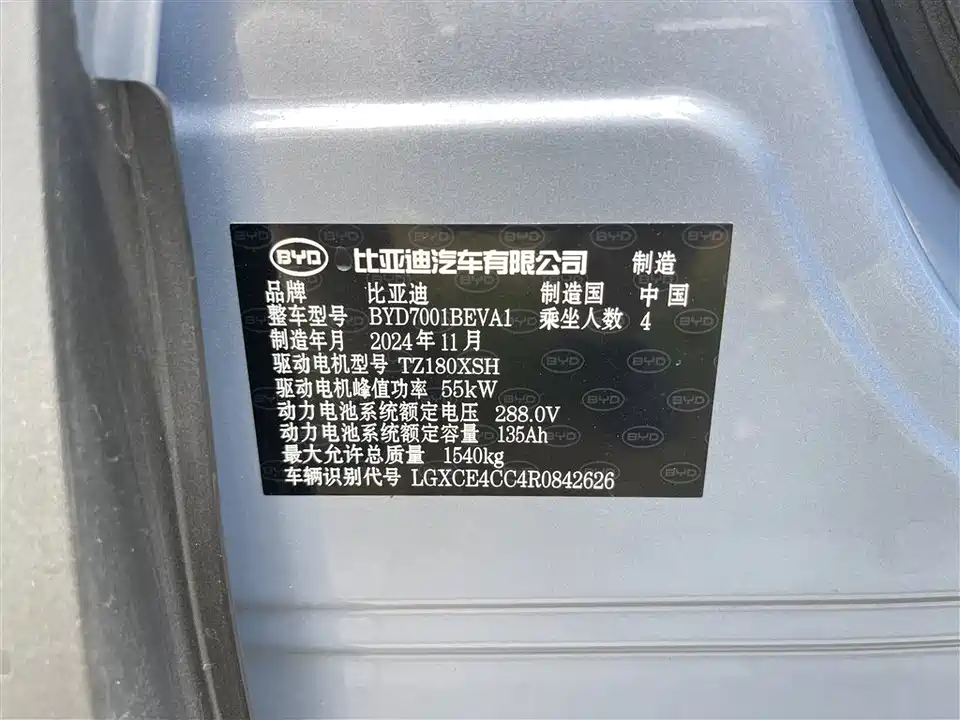 BYD 比亚迪汽车有限公司 制造
品牌 比亚迪 制造国 中国
整车型号 BYD7001BEVA1 乘坐人数 4
制造年月 2024年11月
驱动电机型号 TZ180XSH
驱动电机峰值功率 55kW
动力电池系统额定电压 288.0V
动力电池系统额定容量 135Ah
最大允许总质量 1540kg
车辆识别代号 LGXCE4CC4R0842626